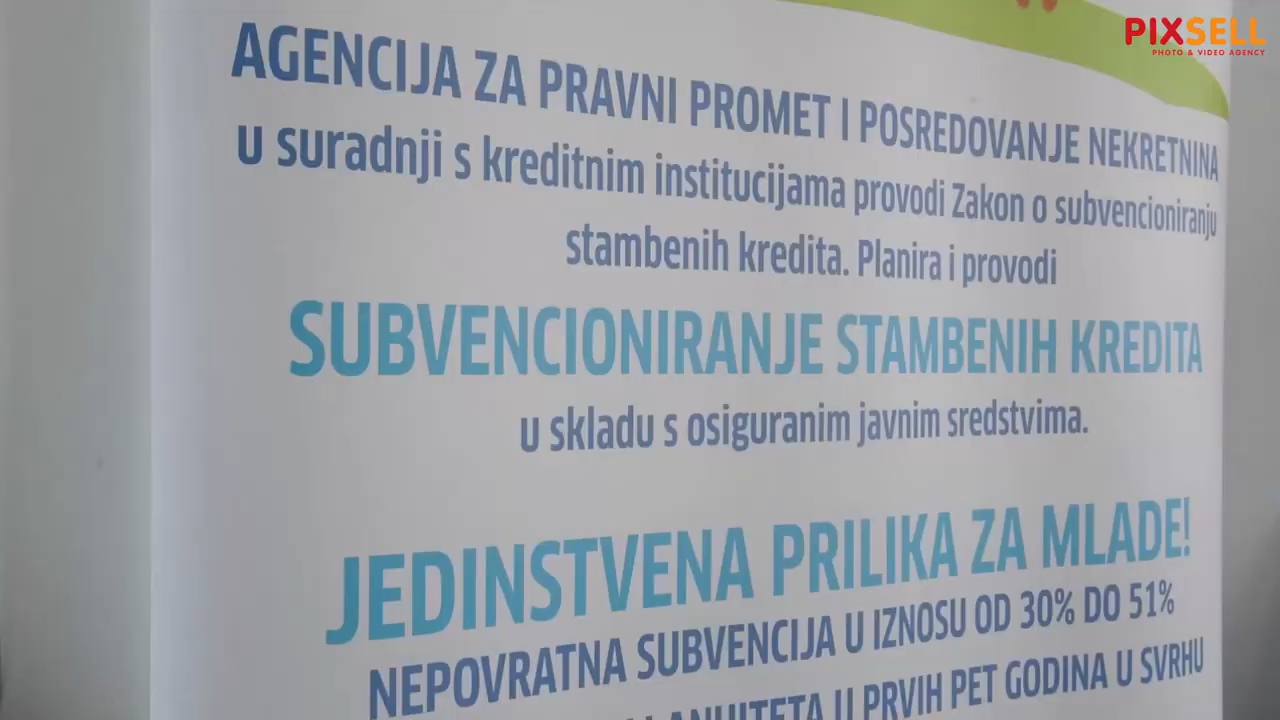 PIXSELL
PHOTO & VIDEO AGENCY
AGENCIJA ZA PRAVNI PROMET I POSREDOVANJE NEKRETNINA
u suradnji s kreditnim institucijama provodi Zakon o subvencioniranju
stambenih kredita. Planira i provodi
SUBVENCIONIRANJE STAMBENIH KREDITA
u skladu s osiguranim javnim sredstvima.
JEDINSTVENA PRILIKA ZA MLADE!
NEPOVRATNA SUBVENCIJA U IZNOSU OD 30% DO 51%
ANUITETA U PRVIH PET GODINA U SVRHU